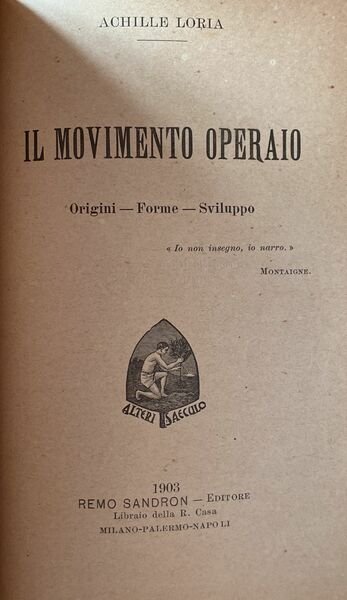 ACHILLE LORIA
IL MOVIMENTO OPERAIO
Origini — Forme — Sviluppo
« Io non insegno, io narro. »
MONTAIGNE.
ALTERI SAECULO
1903
REMO SANDRON — EDITORE
Libraio della R. Casa
MILANO-PALERMO-NAPOLI